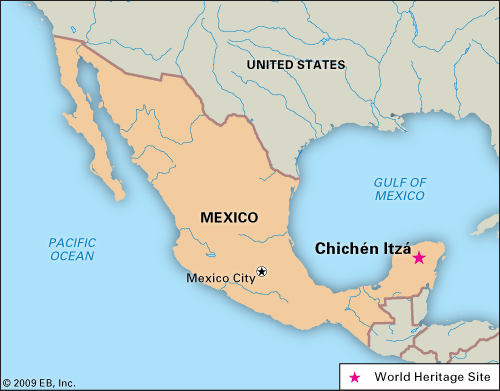 UNITED STATES
GULF OF
MEXICO
MEXICO
Chichén Itzá
PACIFIC
OCEAN
Mexico City
© 2009 EB, Inc.
World Heritage Site